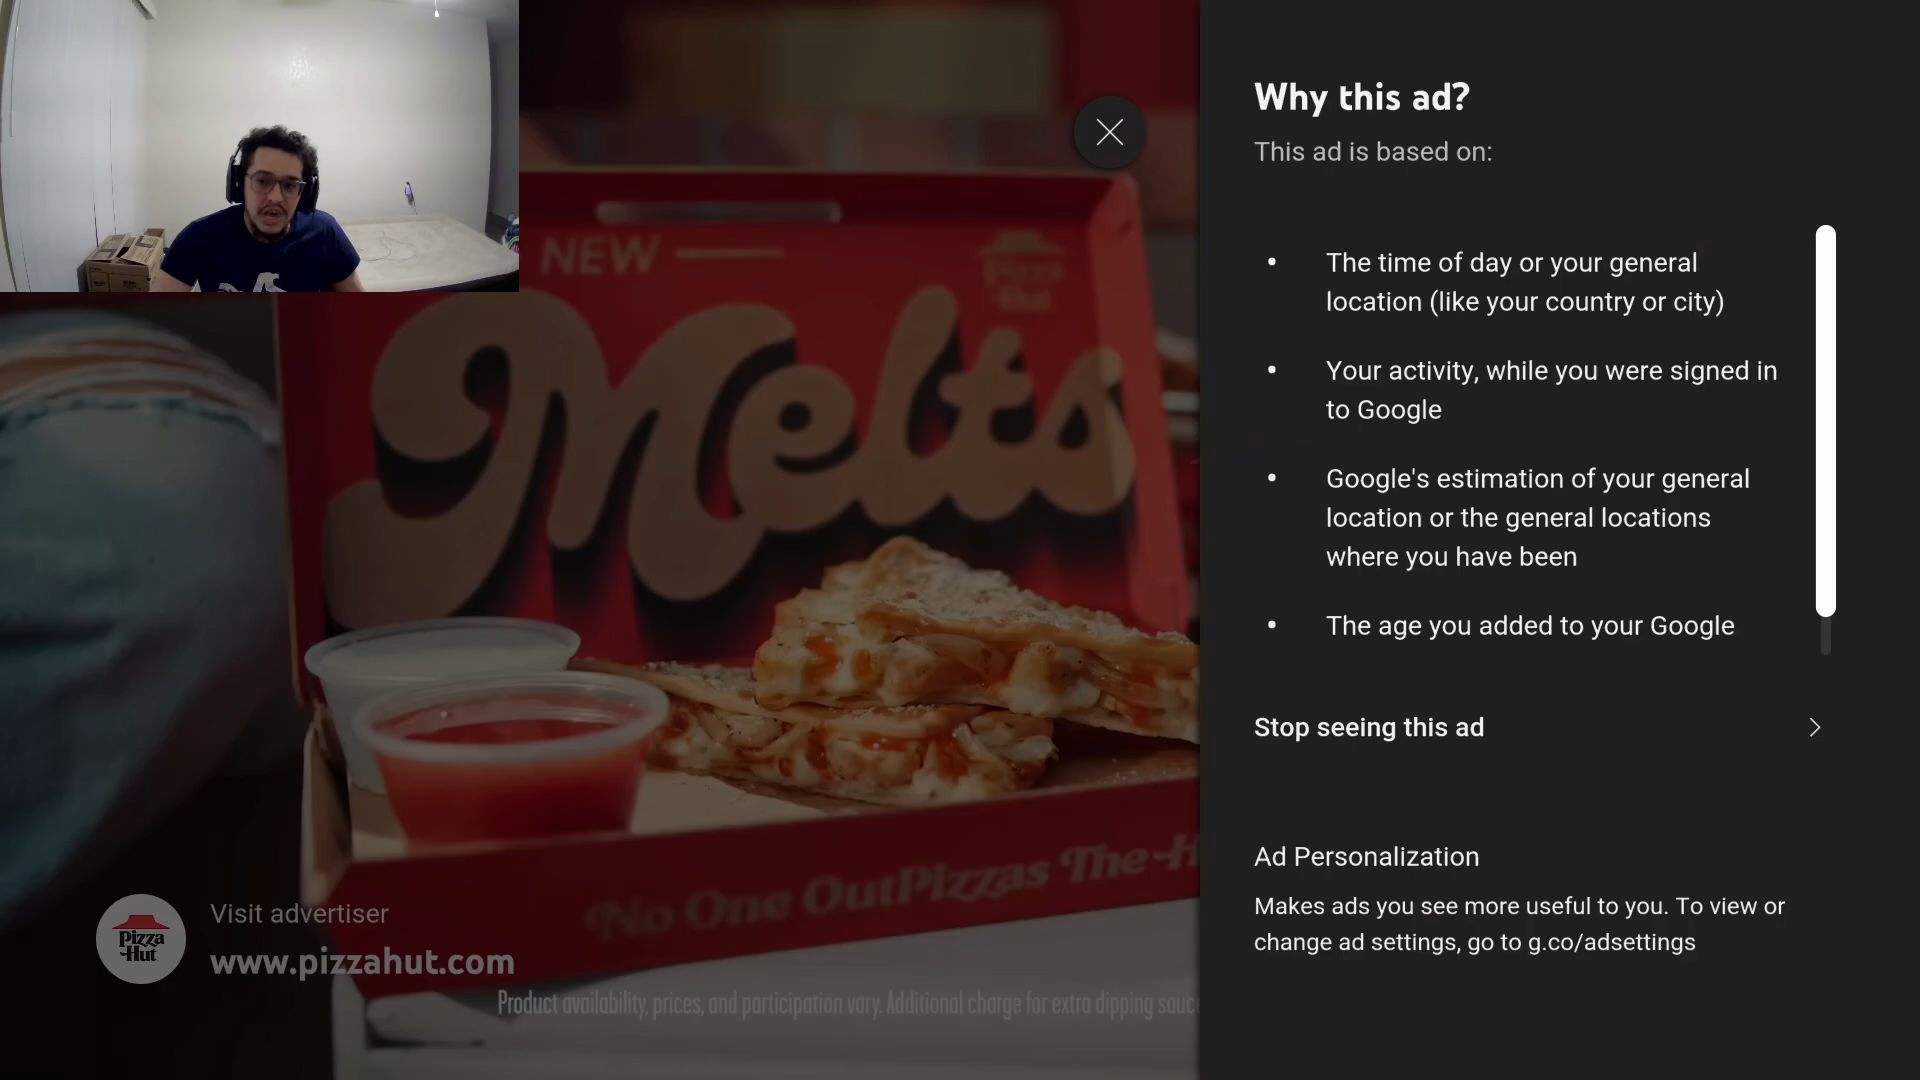 Why this ad?
This ad is based on:
• The time of day or your general
location (like your country or city)
• Your activity, while you were signed in
to Google
• Google's estimation of your general
location or the general locations
where you have been
• The age you added to your Google
Stop seeing this ad
Ad Personalization
Makes ads you see more useful to you. To view or
change ad settings, go to g.co/adsettings
NEW
Pizza
Hut
Melts
No One OutPizzas The H
Visit advertiser
www.pizzahut.com
Pizza
Hut
Product availability, prices, and participation vary. Additional charge for extra dipping sauce